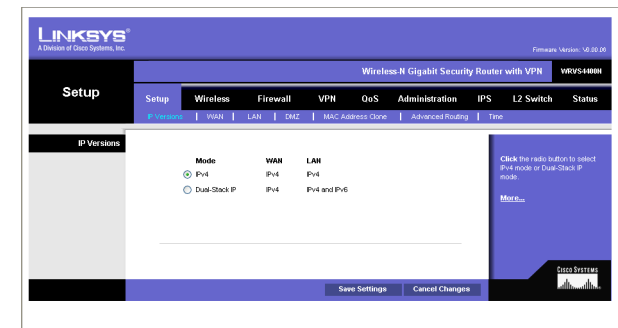 LINKSYS®
A Division of Cisco Systems, Inc.
Firmware Version: V0.00.06
Wireless-N Gigabit Security Router with VPN WRVS4400N
Setup
Setup Wireless Firewall VPN QoS Administration IPS L2 Switch Status
IP Versions | WAN | LAN | DMZ | MAC Address Clone | Advanced Routing | Time
IP Versions
Mode WAN LAN
IPv4 IPv4 IPv4
Dual-Stack IP IPv4 IPv4 and IPv6
Click the radio button to select
IPv4 mode or Dual-Stack IP
mode.
More...
CISCO SYSTEMS
Save Settings Cancel Changes